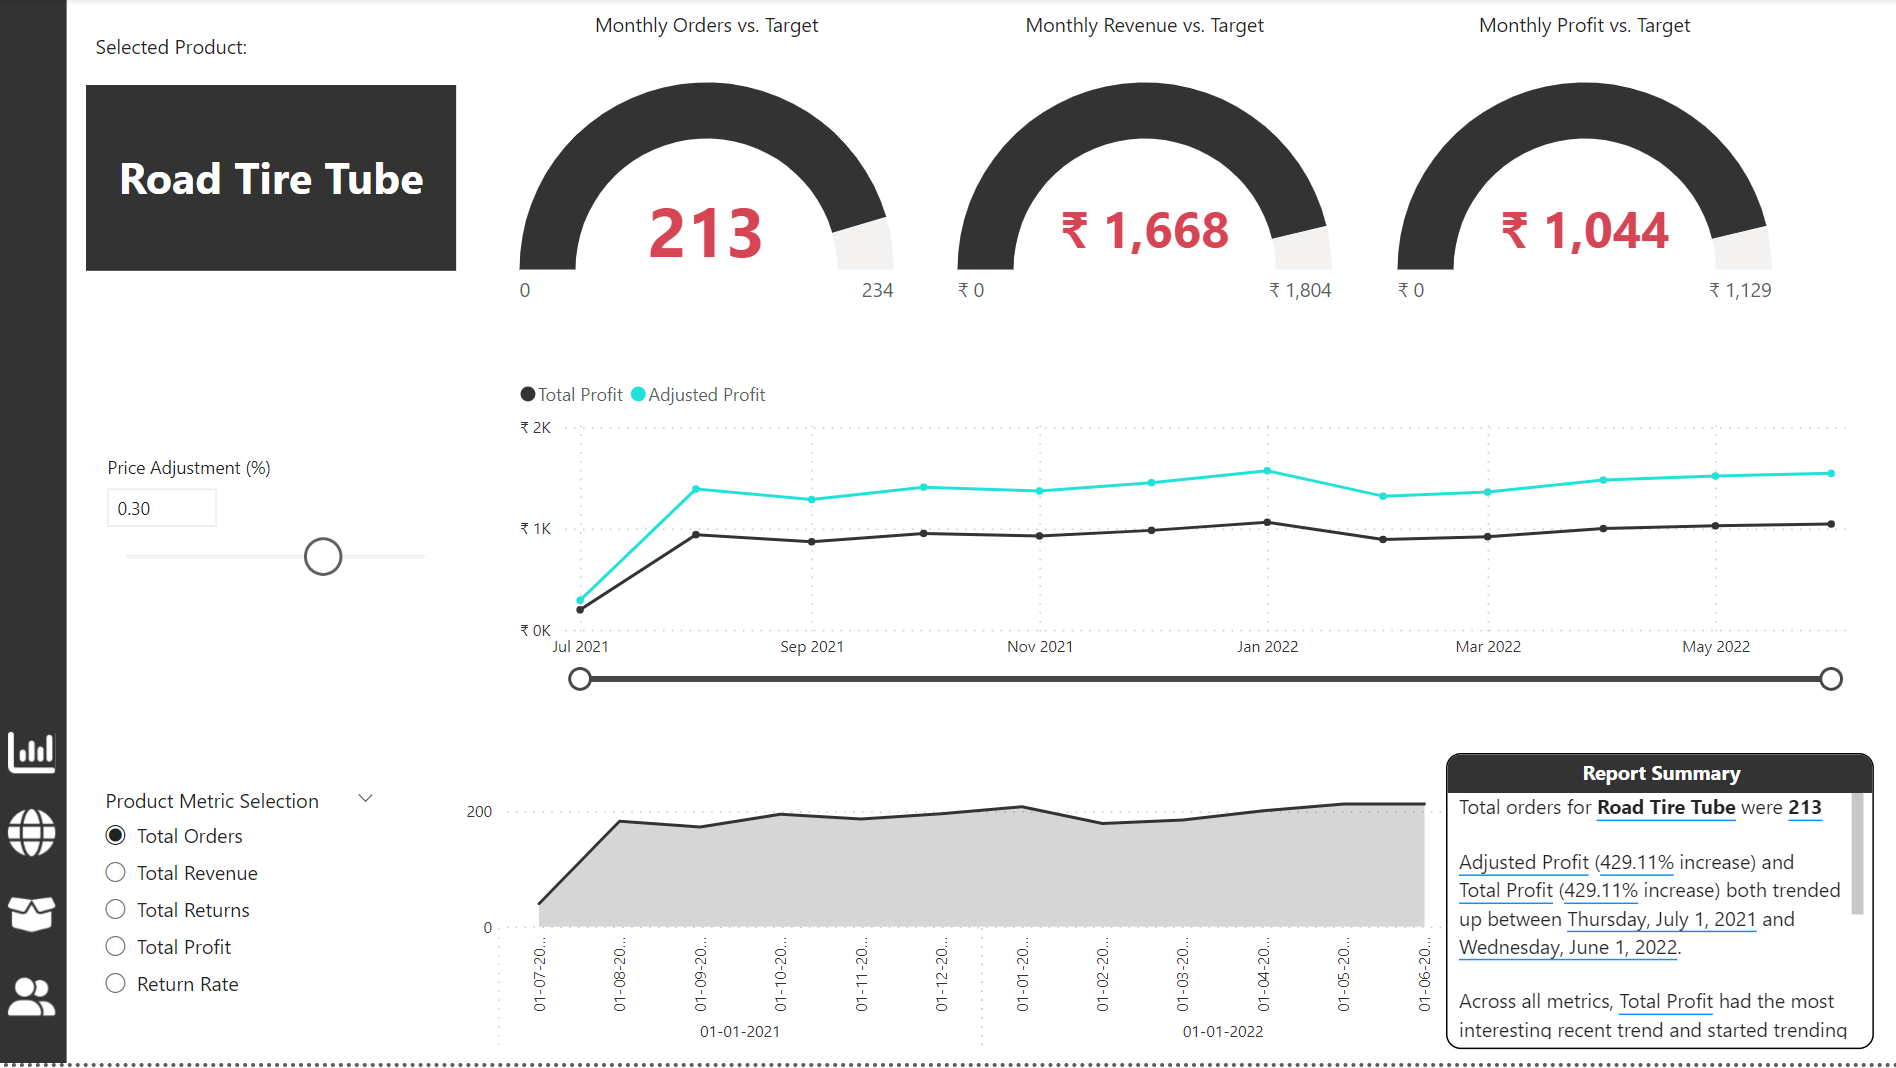 Selected Product:
Road Tire Tube
Monthly Orders vs. Target
213
0
234
Monthly Revenue vs. Target
₹ 1,668
₹ 0
₹ 1,804
Monthly Profit vs. Target
₹ 1,044
₹ 0
₹ 1,129
Price Adjustment (%)
0.30
Total Profit Adjusted Profit
₹ 2K
₹ 1K
₹ 0K
Jul 2021 Sep 2021 Nov 2021 Jan 2022 Mar 2022 May 2022
Product Metric Selection
Total Orders
Total Revenue
Total Returns
Total Profit
Return Rate
200
0
01-07-20...
01-08-20...
01-09-20...
01-10-20...
01-11-20...
01-12-20...
01-01-20...
01-02-20...
01-03-20...
01-04-20...
01-05-20...
01-06-20...
01-01-2021
01-01-2022
Report Summary
Total orders for Road Tire Tube were 213
Adjusted Profit (429.11% increase) and
Total Profit (429.11% increase) both trended
up between Thursday, July 1, 2021 and
Wednesday, June 1, 2022.
Across all metrics, Total Profit had the most
interesting recent trend and started trending